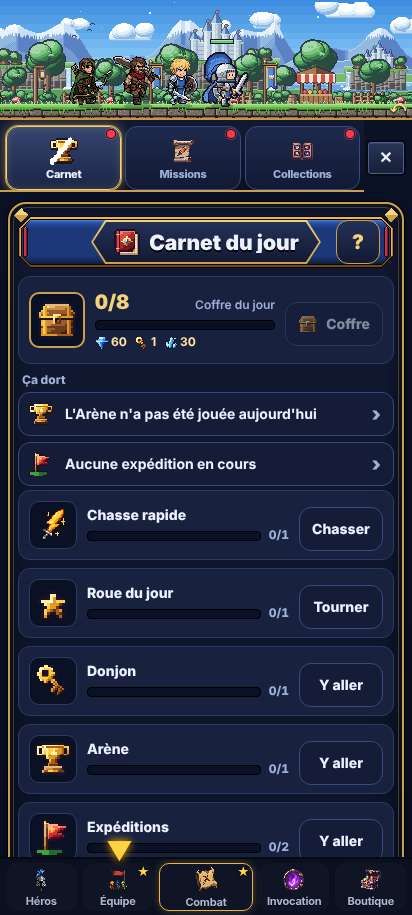 Carnet
Missions
Collections
×
Carnet du jour
?
0/8
Coffre du jour
60
1
30
Coffre
Ça dort
L'Arène n'a pas été jouée aujourd'hui
Aucune expédition en cours
Chasse rapide
0/1
Chasser
Roue du jour
0/1
Tourner
Donjon
0/1
Y aller
Arène
0/1
Y aller
Expéditions
0/2
Y aller
Héros
Équipe
Combat
Invocation
Boutique